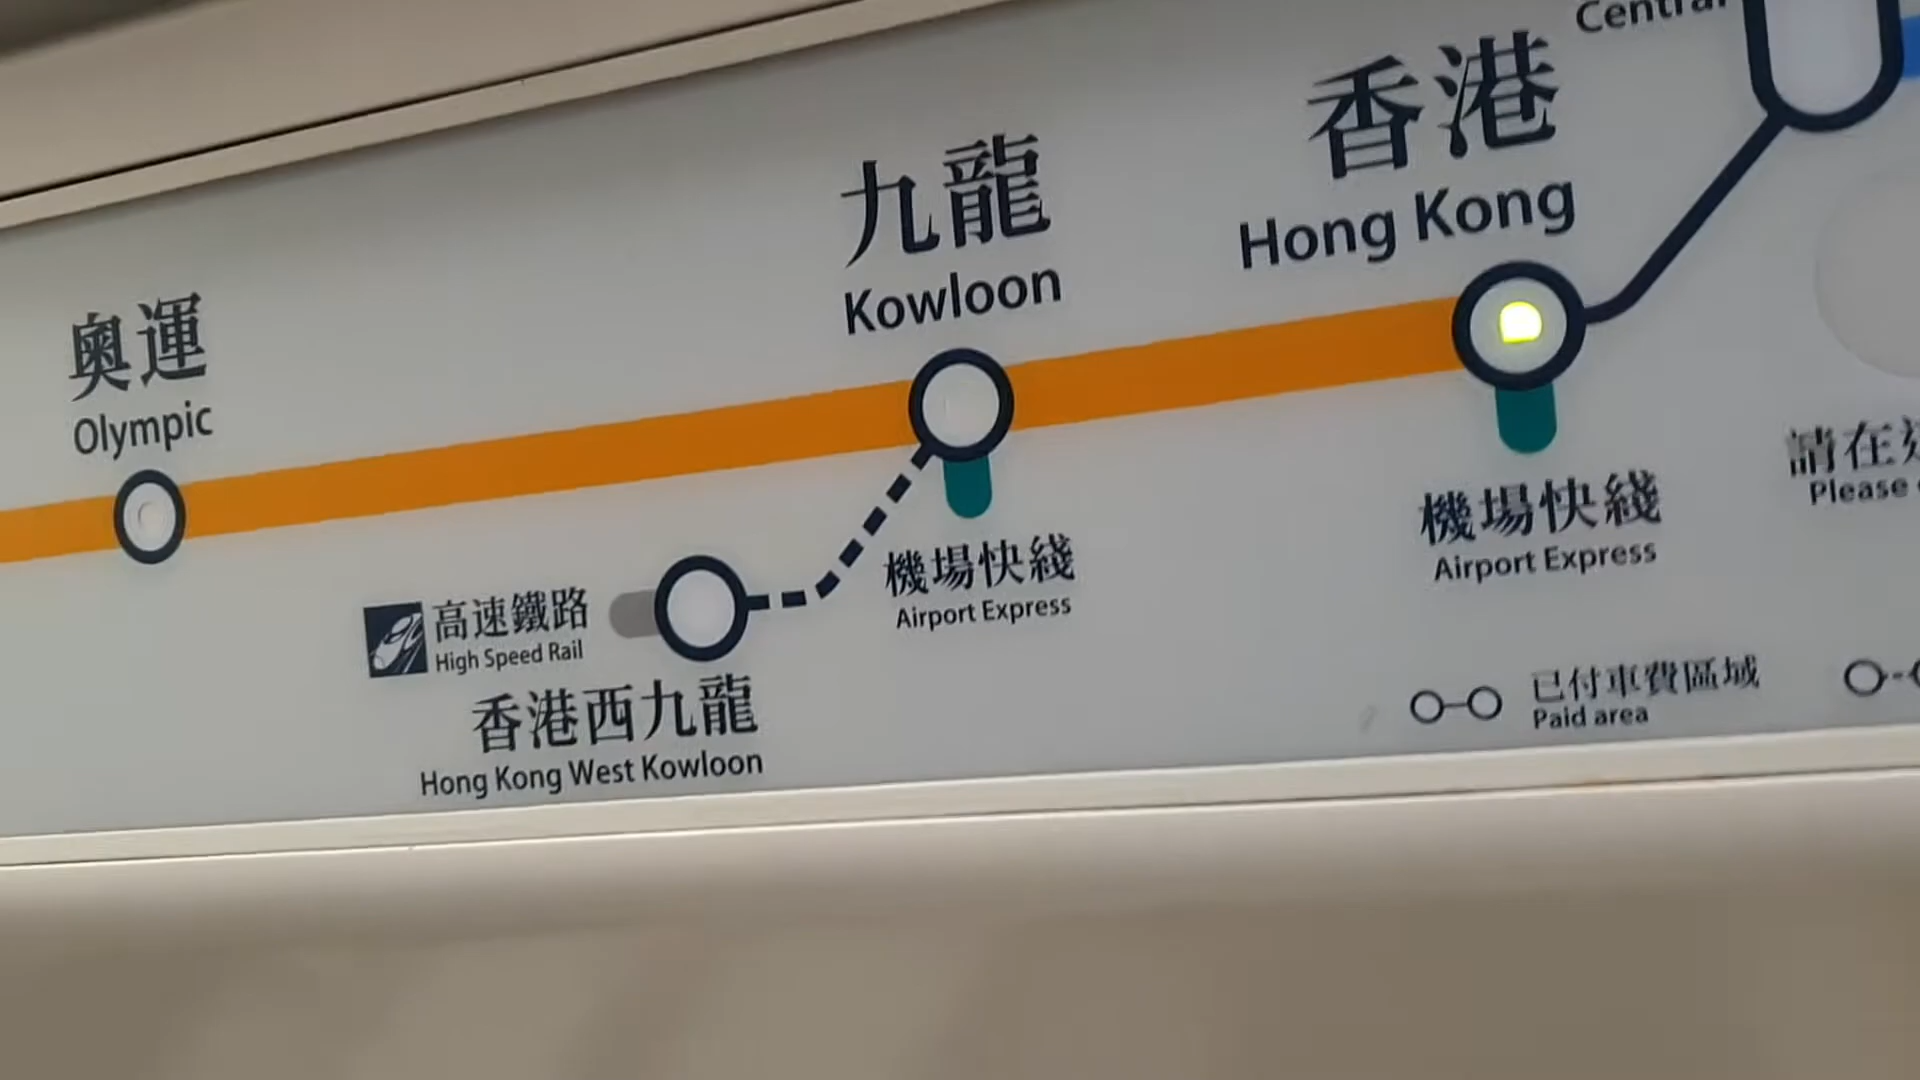 Central
香港
Hong Kong
九龍
Kowloon
奧運
Olympic
機場快綫
Airport Express
機場快綫
Airport Express
高速鐵路
High Speed Rail
香港西九龍
Hong Kong West Kowloon
請在
Please
已付車費區域
Paid area